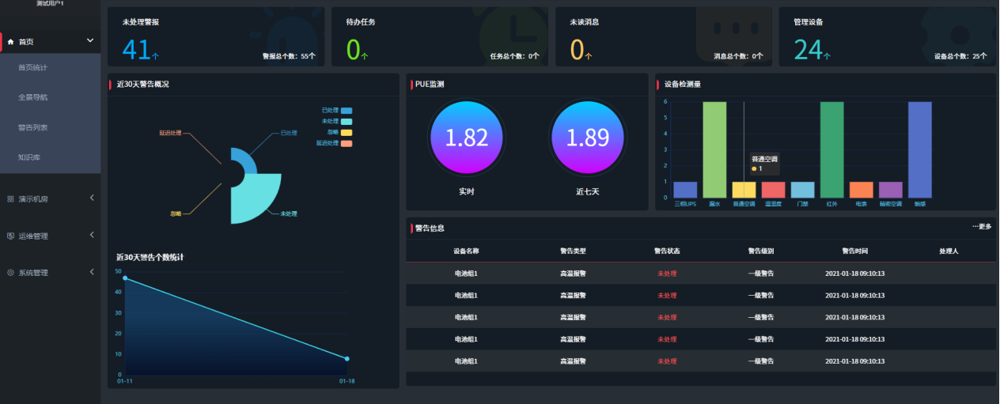 测试用户1
首页
首页统计
全景导航
警告列表
知识库
演示机房
运维管理
系统管理
未处理警报
41个
警报总个数：55个
待办任务
0个
任务总个数：0个
未读消息
0个
消息总个数：0个
管理设备
24个
设备总个数：25个
近30天警告概况
已处理
未处理
忽略
延迟处理
延迟处理
已处理
忽略
未处理
近30天警告个数统计
50
40
30
20
10
0
01-11
01-18
PUE监测
1.82
1.89
实时
近七天
设备检测量
6
5
4
3
2
1
0
普通空调
1
三相UPS 漏水 普通空调 温湿度 门禁 红外 电表 精密空调 烟感
警告信息
···更多
设备名称 警告类型 警告状态 警告级别 警告时间 处理人
电池组1 高温报警 未处理 一级警告 2021-01-18 09:10:13
电池组1 高温报警 未处理 一级警告 2021-01-18 09:10:13
电池组1 高温报警 未处理 一级警告 2021-01-18 09:10:13
电池组1 高温报警 未处理 一级警告 2021-01-18 09:10:13
电池组1 高温报警 未处理 一级警告 2021-01-18 09:10:13